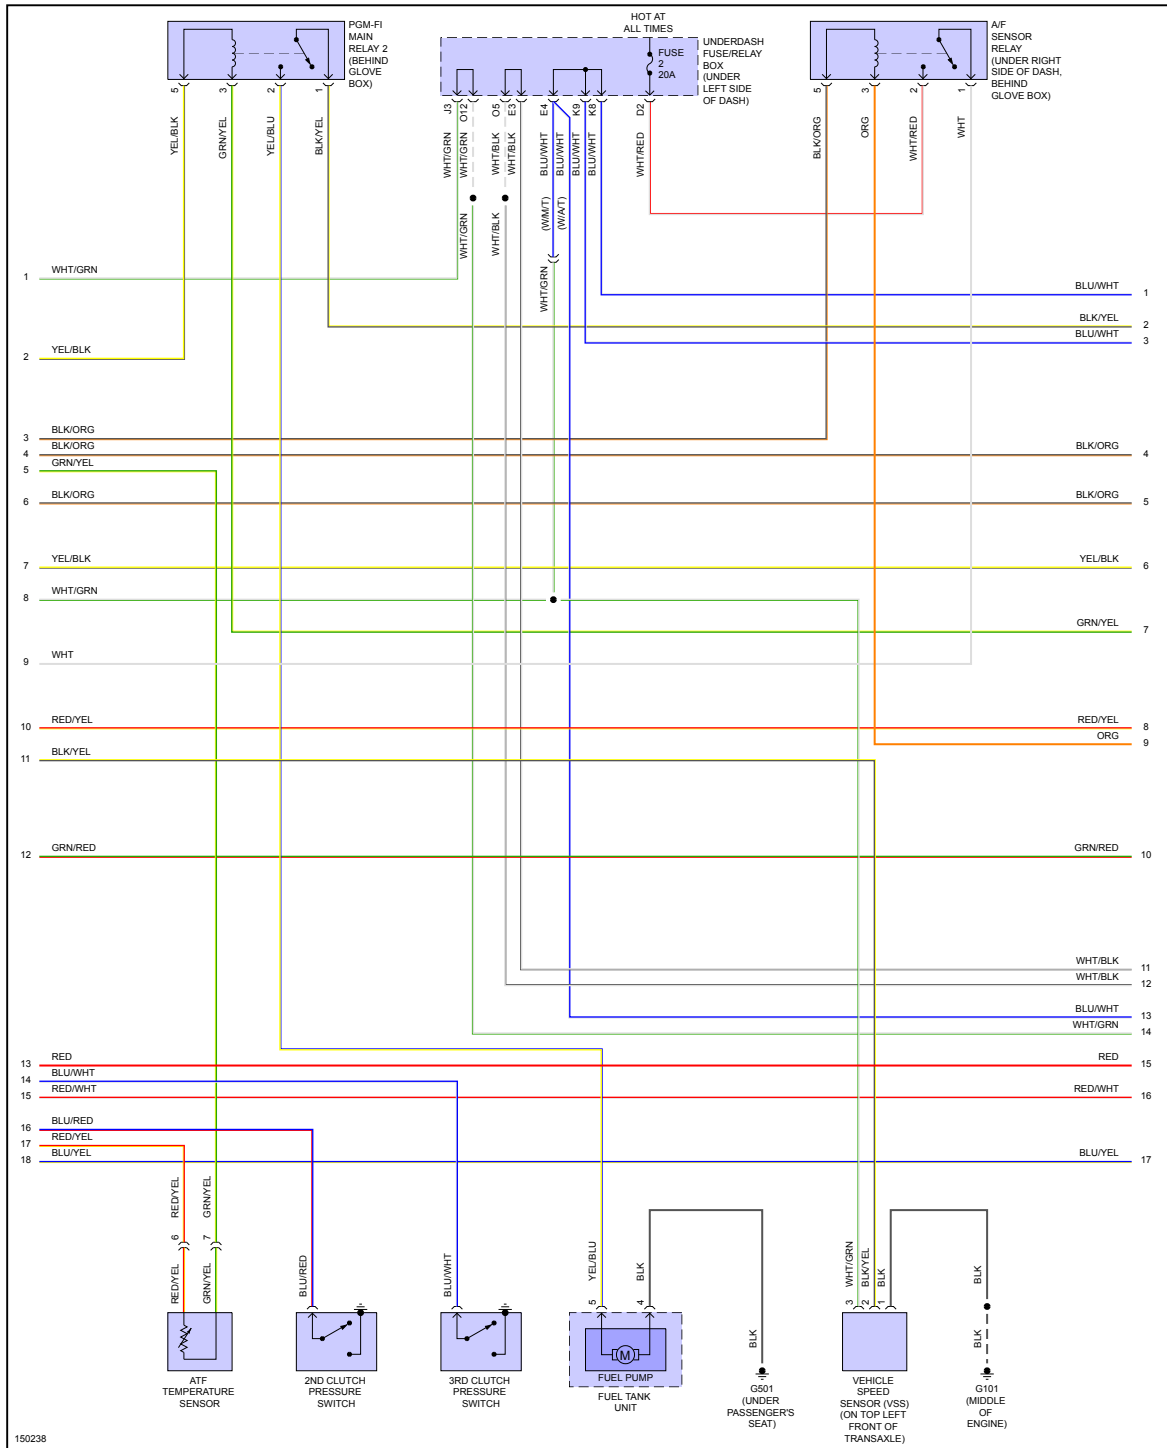 PGM-FI
MAIN
RELAY 2
(BEHIND
GLOVE
BOX)
HOT AT
ALL TIMES
FUSE
2
20A
UNDERDASH
FUSE/RELAY
BOX
(UNDER
LEFT SIDE
OF DASH)
A/F
SENSOR
RELAY
(UNDER RIGHT
SIDE OF DASH,
BEHIND
GLOVE BOX)
5
3
2
1
J3
O12
O5
E3
E4
K9
K8
D2
5
3
2
1
YEL/BLK
GRN/YEL
YEL/BLU
BLK/YEL
WHT/GRN
WHT/GRN
WHT/BLK
WHT/BLK
BLU/WHT
BLU/WHT
BLU/WHT
BLU/WHT
WHT/RED
BLK/ORG
ORG
WHT/RED
WHT
WHT/GRN
WHT/BLK
(W/M/T)
(W/A/T)
WHT/GRN
1 WHT/GRN
BLU/WHT 1
BLK/YEL 2
BLU/WHT 3
2 YEL/BLK
3 BLK/ORG
4 BLK/ORG
BLK/ORG 4
5 GRN/YEL
6 BLK/ORG
BLK/ORG 5
7 YEL/BLK
YEL/BLK 6
8 WHT/GRN
GRN/YEL 7
9 WHT
10 RED/YEL
RED/YEL 8
ORG 9
11 BLK/YEL
12 GRN/RED
GRN/RED 10
WHT/BLK 11
WHT/BLK 12
BLU/WHT 13
WHT/GRN 14
13 RED
RED 15
14 BLU/WHT
15 RED/WHT
RED/WHT 16
16 BLU/RED
17 RED/YEL
18 BLU/YEL
BLU/YEL 17
RED/YEL
GRN/YEL
6
7
RED/YEL
GRN/YEL
BLU/RED
BLU/WHT
YEL/BLU
BLK
5
4
BLK
WHT/GRN
BLK/YEL
BLK
3
2
1
BLK
BLK
M
FUEL PUMP
ATF
TEMPERATURE
SENSOR
2ND CLUTCH
PRESSURE
SWITCH
3RD CLUTCH
PRESSURE
SWITCH
FUEL TANK
UNIT
G501
(UNDER
PASSENGER'S
SEAT)
VEHICLE
SPEED
SENSOR (VSS)
(ON TOP LEFT
FRONT OF
TRANSAXLE)
G101
(MIDDLE
OF
ENGINE)
150238